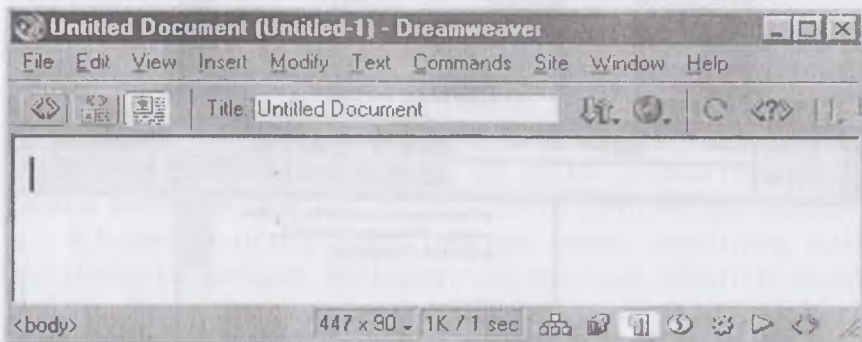 Untitled Document (Untitled-1) - Dreamweaver
File Edit View Insert Modify Text Commands Site Window Help
Title: Untitled Document
<body> 447 x 90 1K / 1 sec